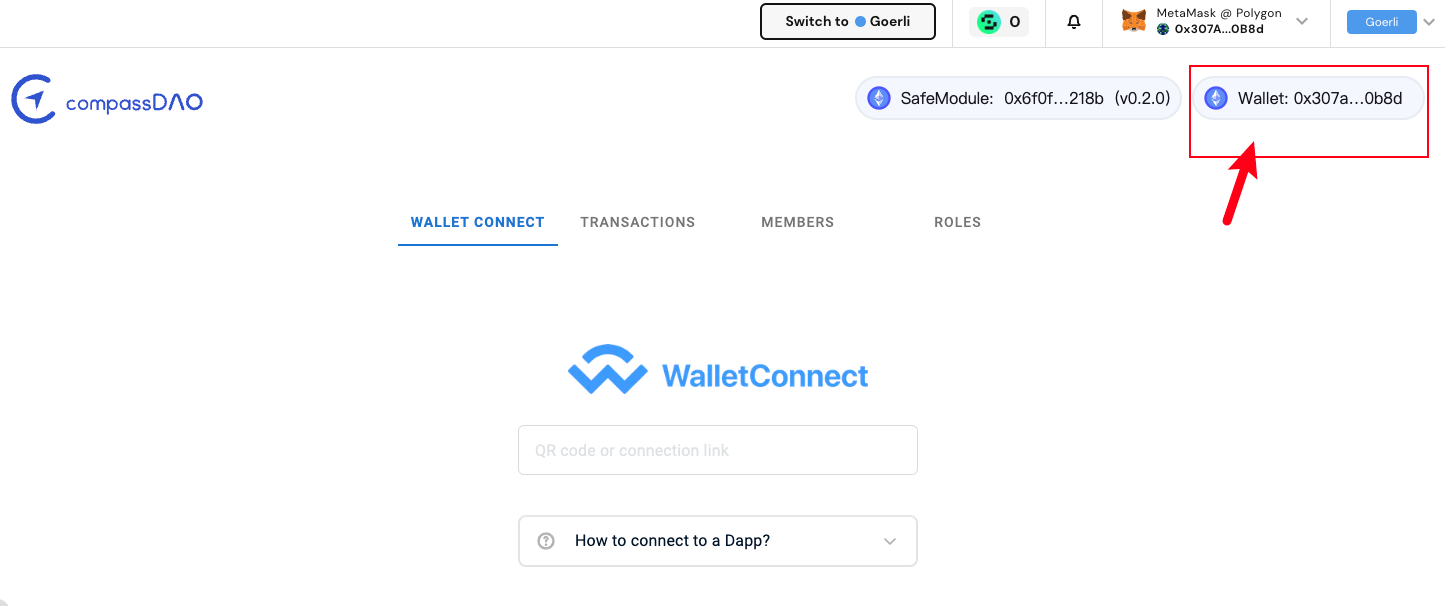 Switch to Goerli
0
MetaMask @ Polygon
0x307A...0B8d
Goerli
compassDAO
SafeModule: 0x6f0f...218b (v0.2.0)
Wallet: 0x307a...0b8d
WALLET CONNECT
TRANSACTIONS
MEMBERS
ROLES
WalletConnect
QR code or connection link
How to connect to a Dapp?